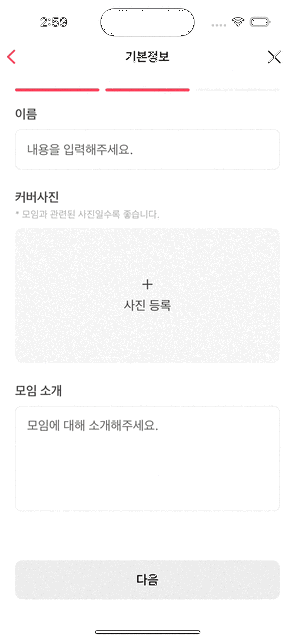 2:59
기본정보
이름
내용을 입력해주세요.
커버사진
* 모임과 관련된 사진일수록 좋습니다.
+
사진 등록
모임 소개
모임에 대해 소개해주세요.
다음